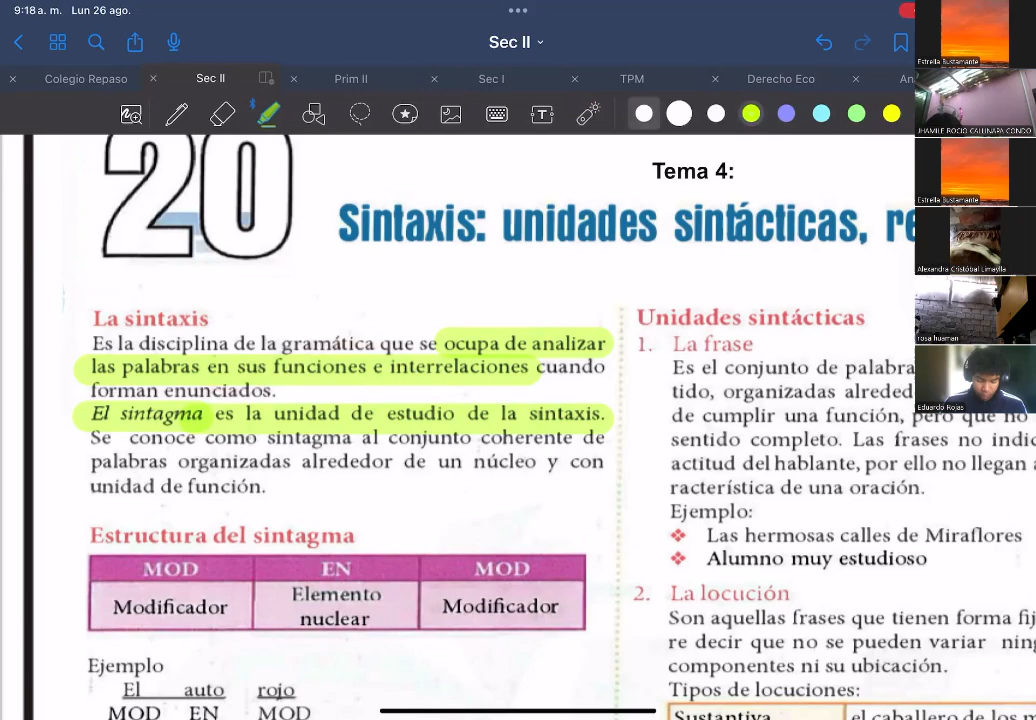 9:18 a. m. Lun 26 ago.
Sec II
Colegio Repaso
Sec II
Prim II
Sec I
TPM
Derecho Eco
20
Tema 4:
Sintaxis: unidades sintácticas,
La sintaxis
Es la disciplina de la gramática que se ocupa de analizar
las palabras en sus funciones e interrelaciones cuando
forman enunciados.
El sintagma es la unidad de estudio de la sintaxis.
Se conoce como sintagma al conjunto coherente de
palabras organizadas alrededor de un núcleo y con
unidad de función.
Estructura del sintagma
MOD EN MOD
Modificador Elemento nuclear Modificador
Ejemplo
El auto rojo
MOD EN MOD
Unidades sintácticas
1. La frase
Es el conjunto de palabra
tido, organizadas alreded
de cumplir una función, pero que no
sentido completo. Las frases no indic
actitud del hablante, por ello no llegan a
racterística de una oración.
Ejemplo:
Las hermosas calles de Miraflores
Alumno muy estudioso
2. La locución
Son aquellas frases que tienen forma fij
re decir que no se pueden variar ning
componentes ni su ubicación.
Tipos de locuciones:
Sustantiva el caballero de los m
Estrella Bustamante
JHAMILE ROCIO CALLINAPA CONDO
Estrella Bustamante
Alexandra Cristóbal Limaylla
rosa huaman
Eduardo Rojas